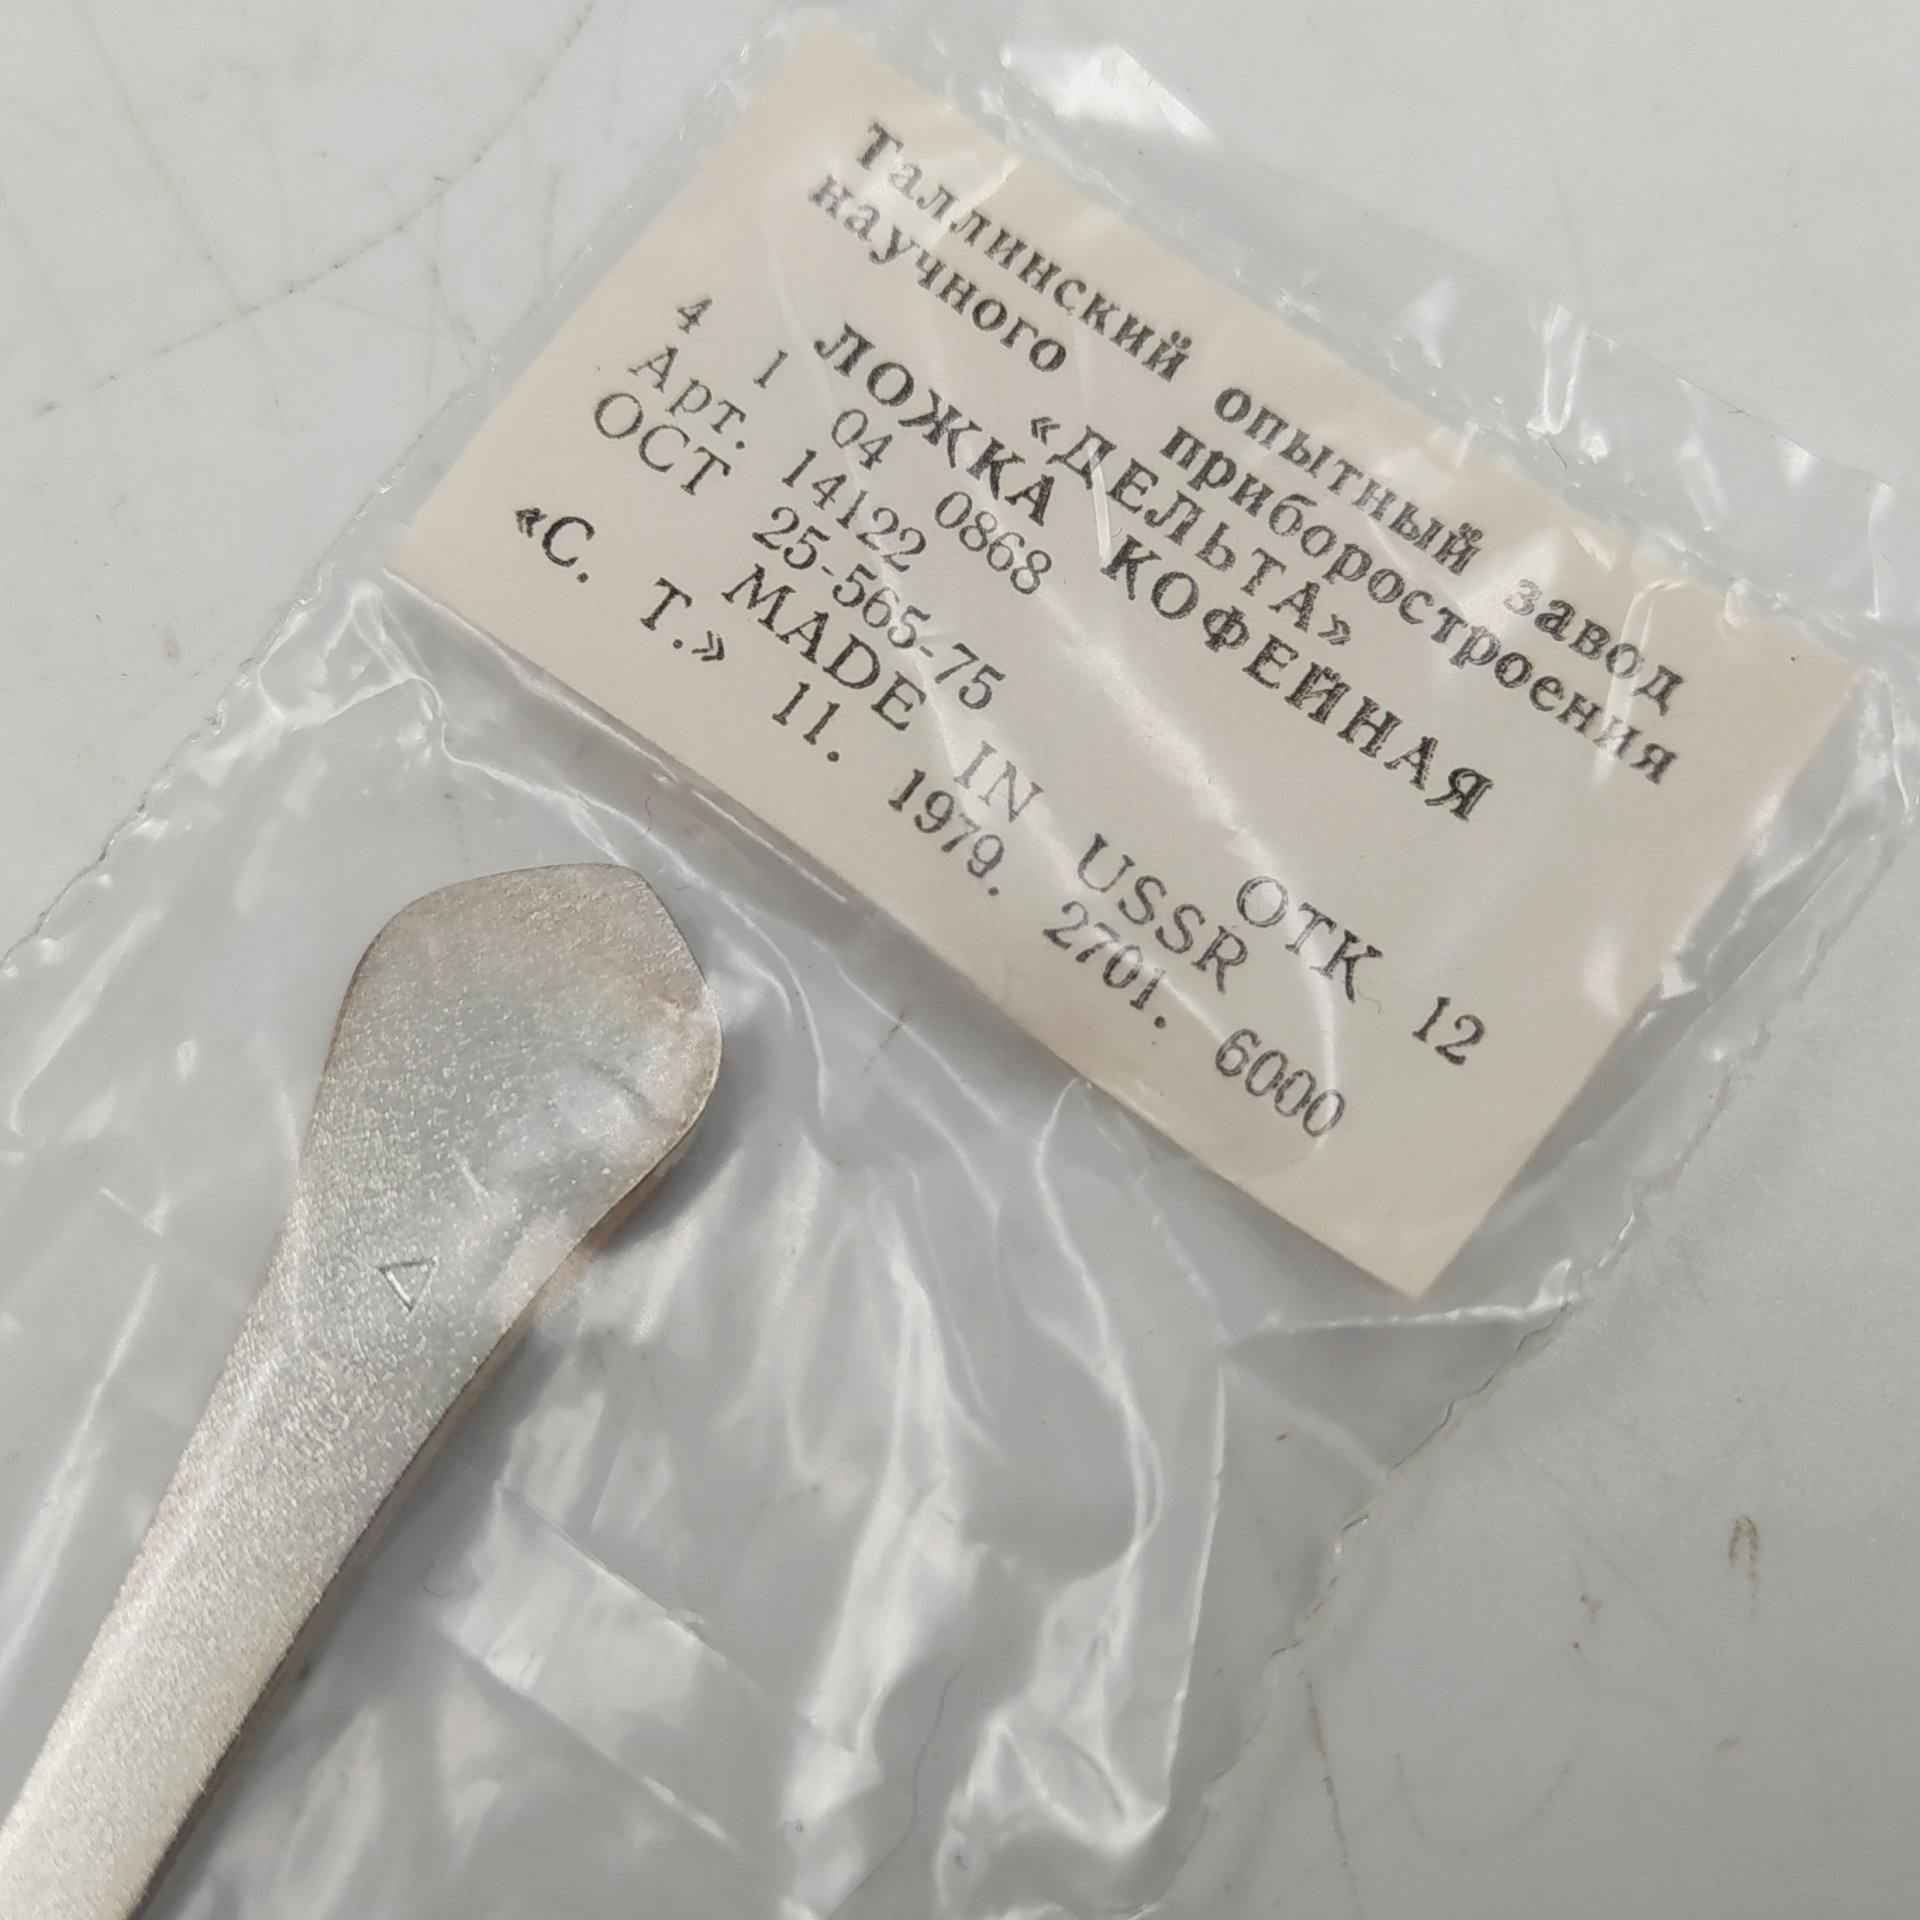 Таллинский опытный завод
научного приборостроения
«ДЕЛЬТА»
ЛОЖКА КОФЕЙНАЯ
4 1 04 0868
Арт. 14122
ОСТ 25-565-75 ОТК 12
MADE IN USSR
«С. Т.» 11. 1979. 2701. 6000